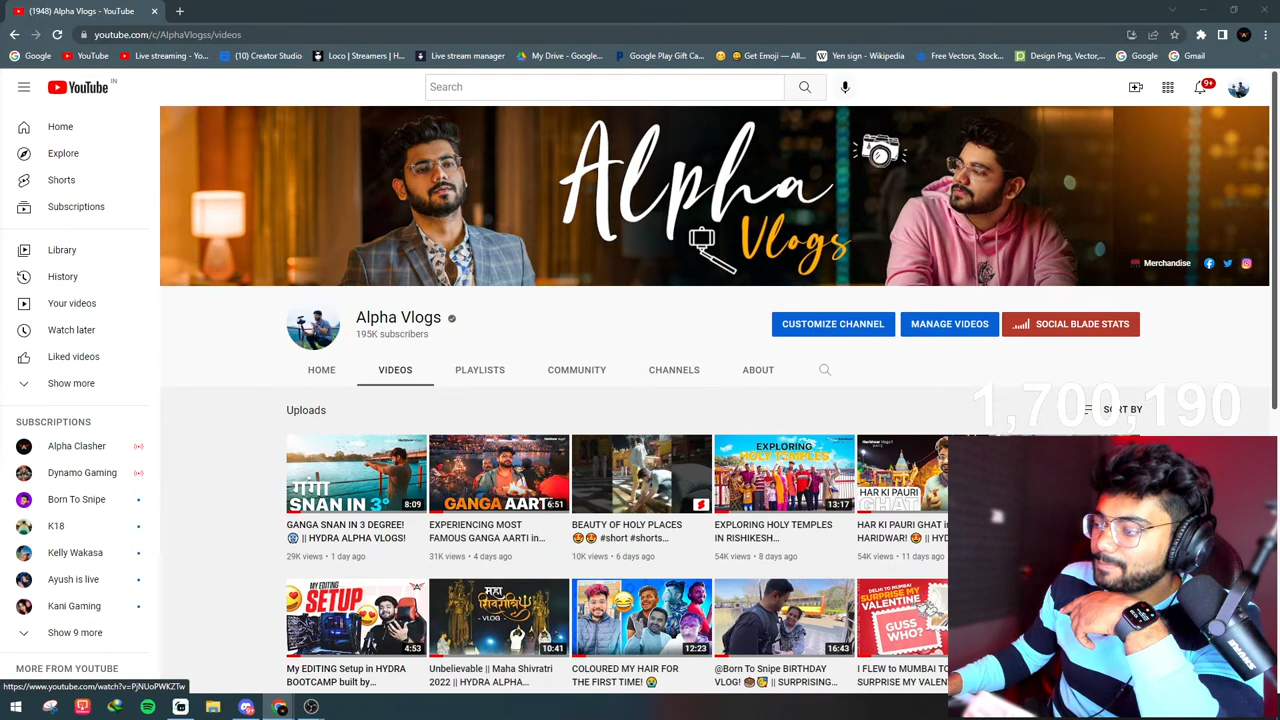 (1948) Alpha Vlogs - YouTube
youtube.com/c/AlphaVlogss/videos
Google
YouTube
Live streaming - Yo...
(10) Creator Studio
Loco | Streamers | H...
Live stream manager
My Drive - Google...
Google Play Gift Ca...
Get Emoji — All...
Yen sign - Wikipedia
Free Vectors, Stock...
Design Png, Vector,...
Google
Gmail
YouTube IN
Search
9+
Home
Explore
Shorts
Subscriptions
Library
History
Your videos
Watch later
Liked videos
Show more
SUBSCRIPTIONS
Alpha Clasher
Dynamo Gaming
Born To Snipe
K18
Kelly Wakasa
Ayush is live
Kani Gaming
Show 9 more
MORE FROM YOUTUBE
https://www.youtube.com/watch?v=PjNUoPWKZTw
Alpha
Vlogs
Merchandise
Alpha Vlogs
195K subscribers
CUSTOMIZE CHANNEL
MANAGE VIDEOS
SOCIAL BLADE STATS
HOME
VIDEOS
PLAYLISTS
COMMUNITY
CHANNELS
ABOUT
1,700,190
Uploads
SORT BY
गंगा
SNAN IN 3°
8:09
GANGA SNAN IN 3 DEGREE!
🥶 || HYDRA ALPHA VLOGS!
29K views • 1 day ago
GANGA AARTI
6:51
EXPERIENCING MOST
FAMOUS GANGA AARTI in...
31K views • 4 days ago
BEAUTY OF HOLY PLACES
😍😍 #short #shorts...
10K views • 6 days ago
EXPLORING
HOLY TEMPLES
13:17
EXPLORING HOLY TEMPLES
IN RISHIKESH...
54K views • 8 days ago
HAR KI PAURI
GHAT
HAR KI PAURI GHAT in
HARIDWAR! 😍 || HYD
54K views • 11 days ago
MY EDITING
SETUP
4:53
My EDITING Setup in HYDRA
BOOTCAMP built by...
महा
शिवरात्रि
- VLOG -
10:41
Unbelievable || Maha Shivratri
2022 || HYDRA ALPHA...
12:23
COLOURED MY HAIR FOR
THE FIRST TIME! 😭
16:43
@Born To Snipe BIRTHDAY
VLOG! 🎂🥳 || SURPRISING...
DELHI TO MUMBAI
SURPRISE MY
VALENTINE
GUSS
WHO?
I FLEW to MUMBAI TO
SURPRISE MY VALEN